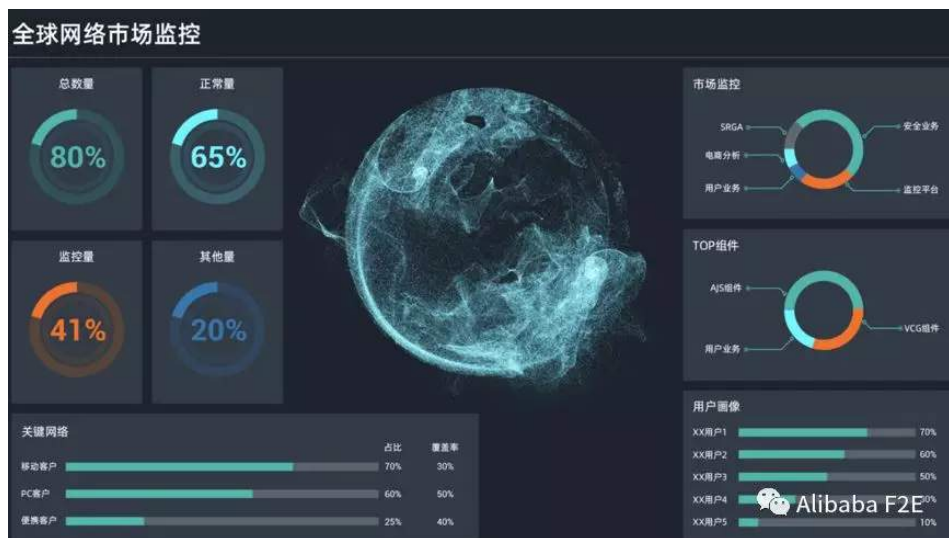 全球网络市场监控
总数量
80%
正常量
65%
监控量
41%
其他量
20%
关键网络
占比
覆盖率
移动客户
70%
30%
PC客户
60%
50%
便携客户
25%
40%
市场监控
SRGA
电商分析
用户业务
安全业务
监控平台
TOP组件
AJS组件
用户业务
VCG组件
用户画像
XX用户1
70%
XX用户2
60%
XX用户3
50%
XX用户4
XX用户5
10%
Alibaba F2E